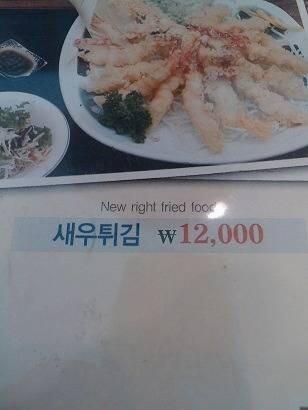 New right fried food
새우튀김 ₩12,000